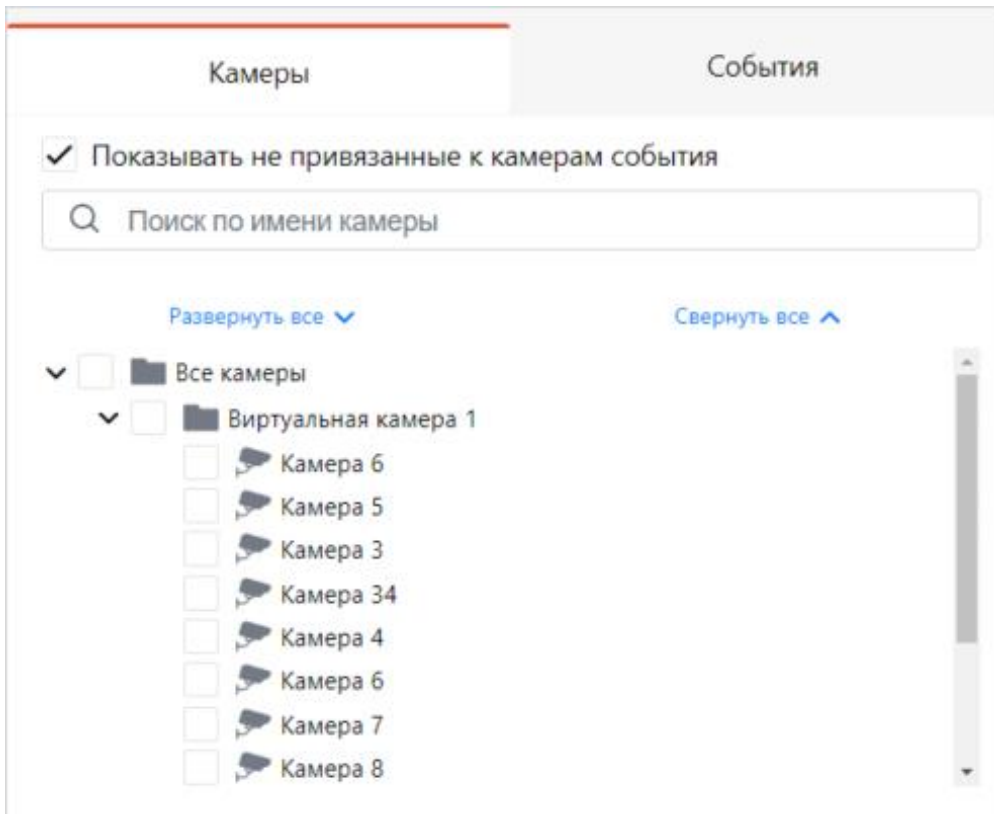 Камеры
События
Показывать не привязанные к камерам события
Поиск по имени камеры
Развернуть все
Свернуть все
Все камеры
Виртуальная камера 1
Камера 6
Камера 5
Камера 3
Камера 34
Камера 4
Камера 6
Камера 7
Камера 8